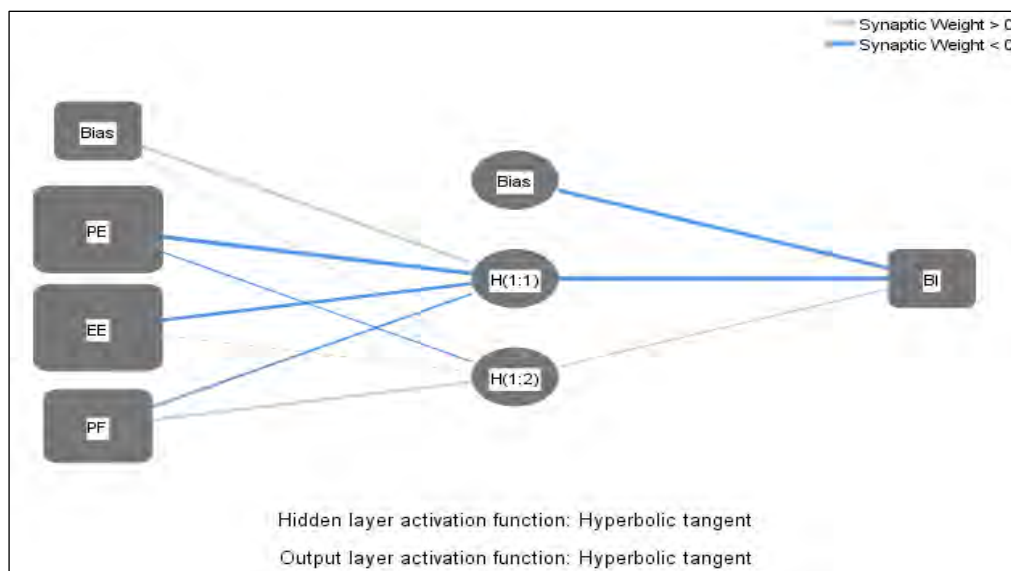 Synaptic Weight > 0
Synaptic Weight < 0
Bias
PE
EE
PF
Bias
H(1:1)
H(1:2)
BI
Hidden layer activation function: Hyperbolic tangent
Output layer activation function: Hyperbolic tangent